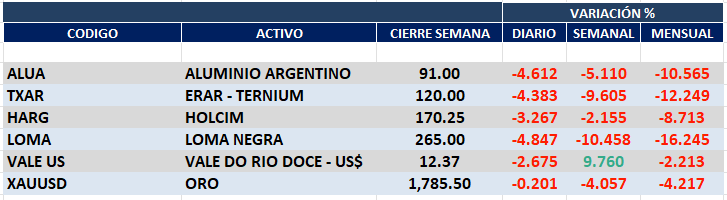 VARIACIÓN %
CODIGO ACTIVO CIERRE SEMANA DIARIO SEMANAL MENSUAL
ALUA ALUMINIO ARGENTINO 91.00 -4.612 -5.110 -10.565
TXAR ERAR - TERNIUM 120.00 -4.383 -9.605 -12.249
HARG HOLCIM 170.25 -3.267 -2.155 -8.713
LOMA LOMA NEGRA 265.00 -4.847 -10.458 -16.245
VALE US VALE DO RIO DOCE - US$ 12.37 -2.675 9.760 -2.213
XAUUSD ORO 1,785.50 -0.201 -4.057 -4.217